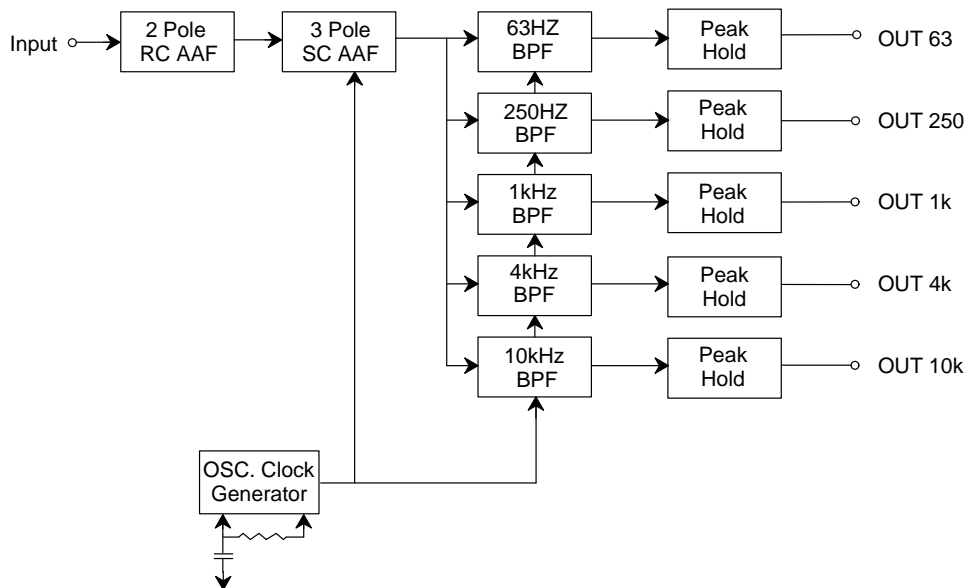 Input
2 Pole
RC AAF
3 Pole
SC AAF
63HZ
BPF
Peak
Hold
OUT 63
250HZ
BPF
Peak
Hold
OUT 250
1kHz
BPF
Peak
Hold
OUT 1k
4kHz
BPF
Peak
Hold
OUT 4k
10kHz
BPF
Peak
Hold
OUT 10k
OSC. Clock
Generator